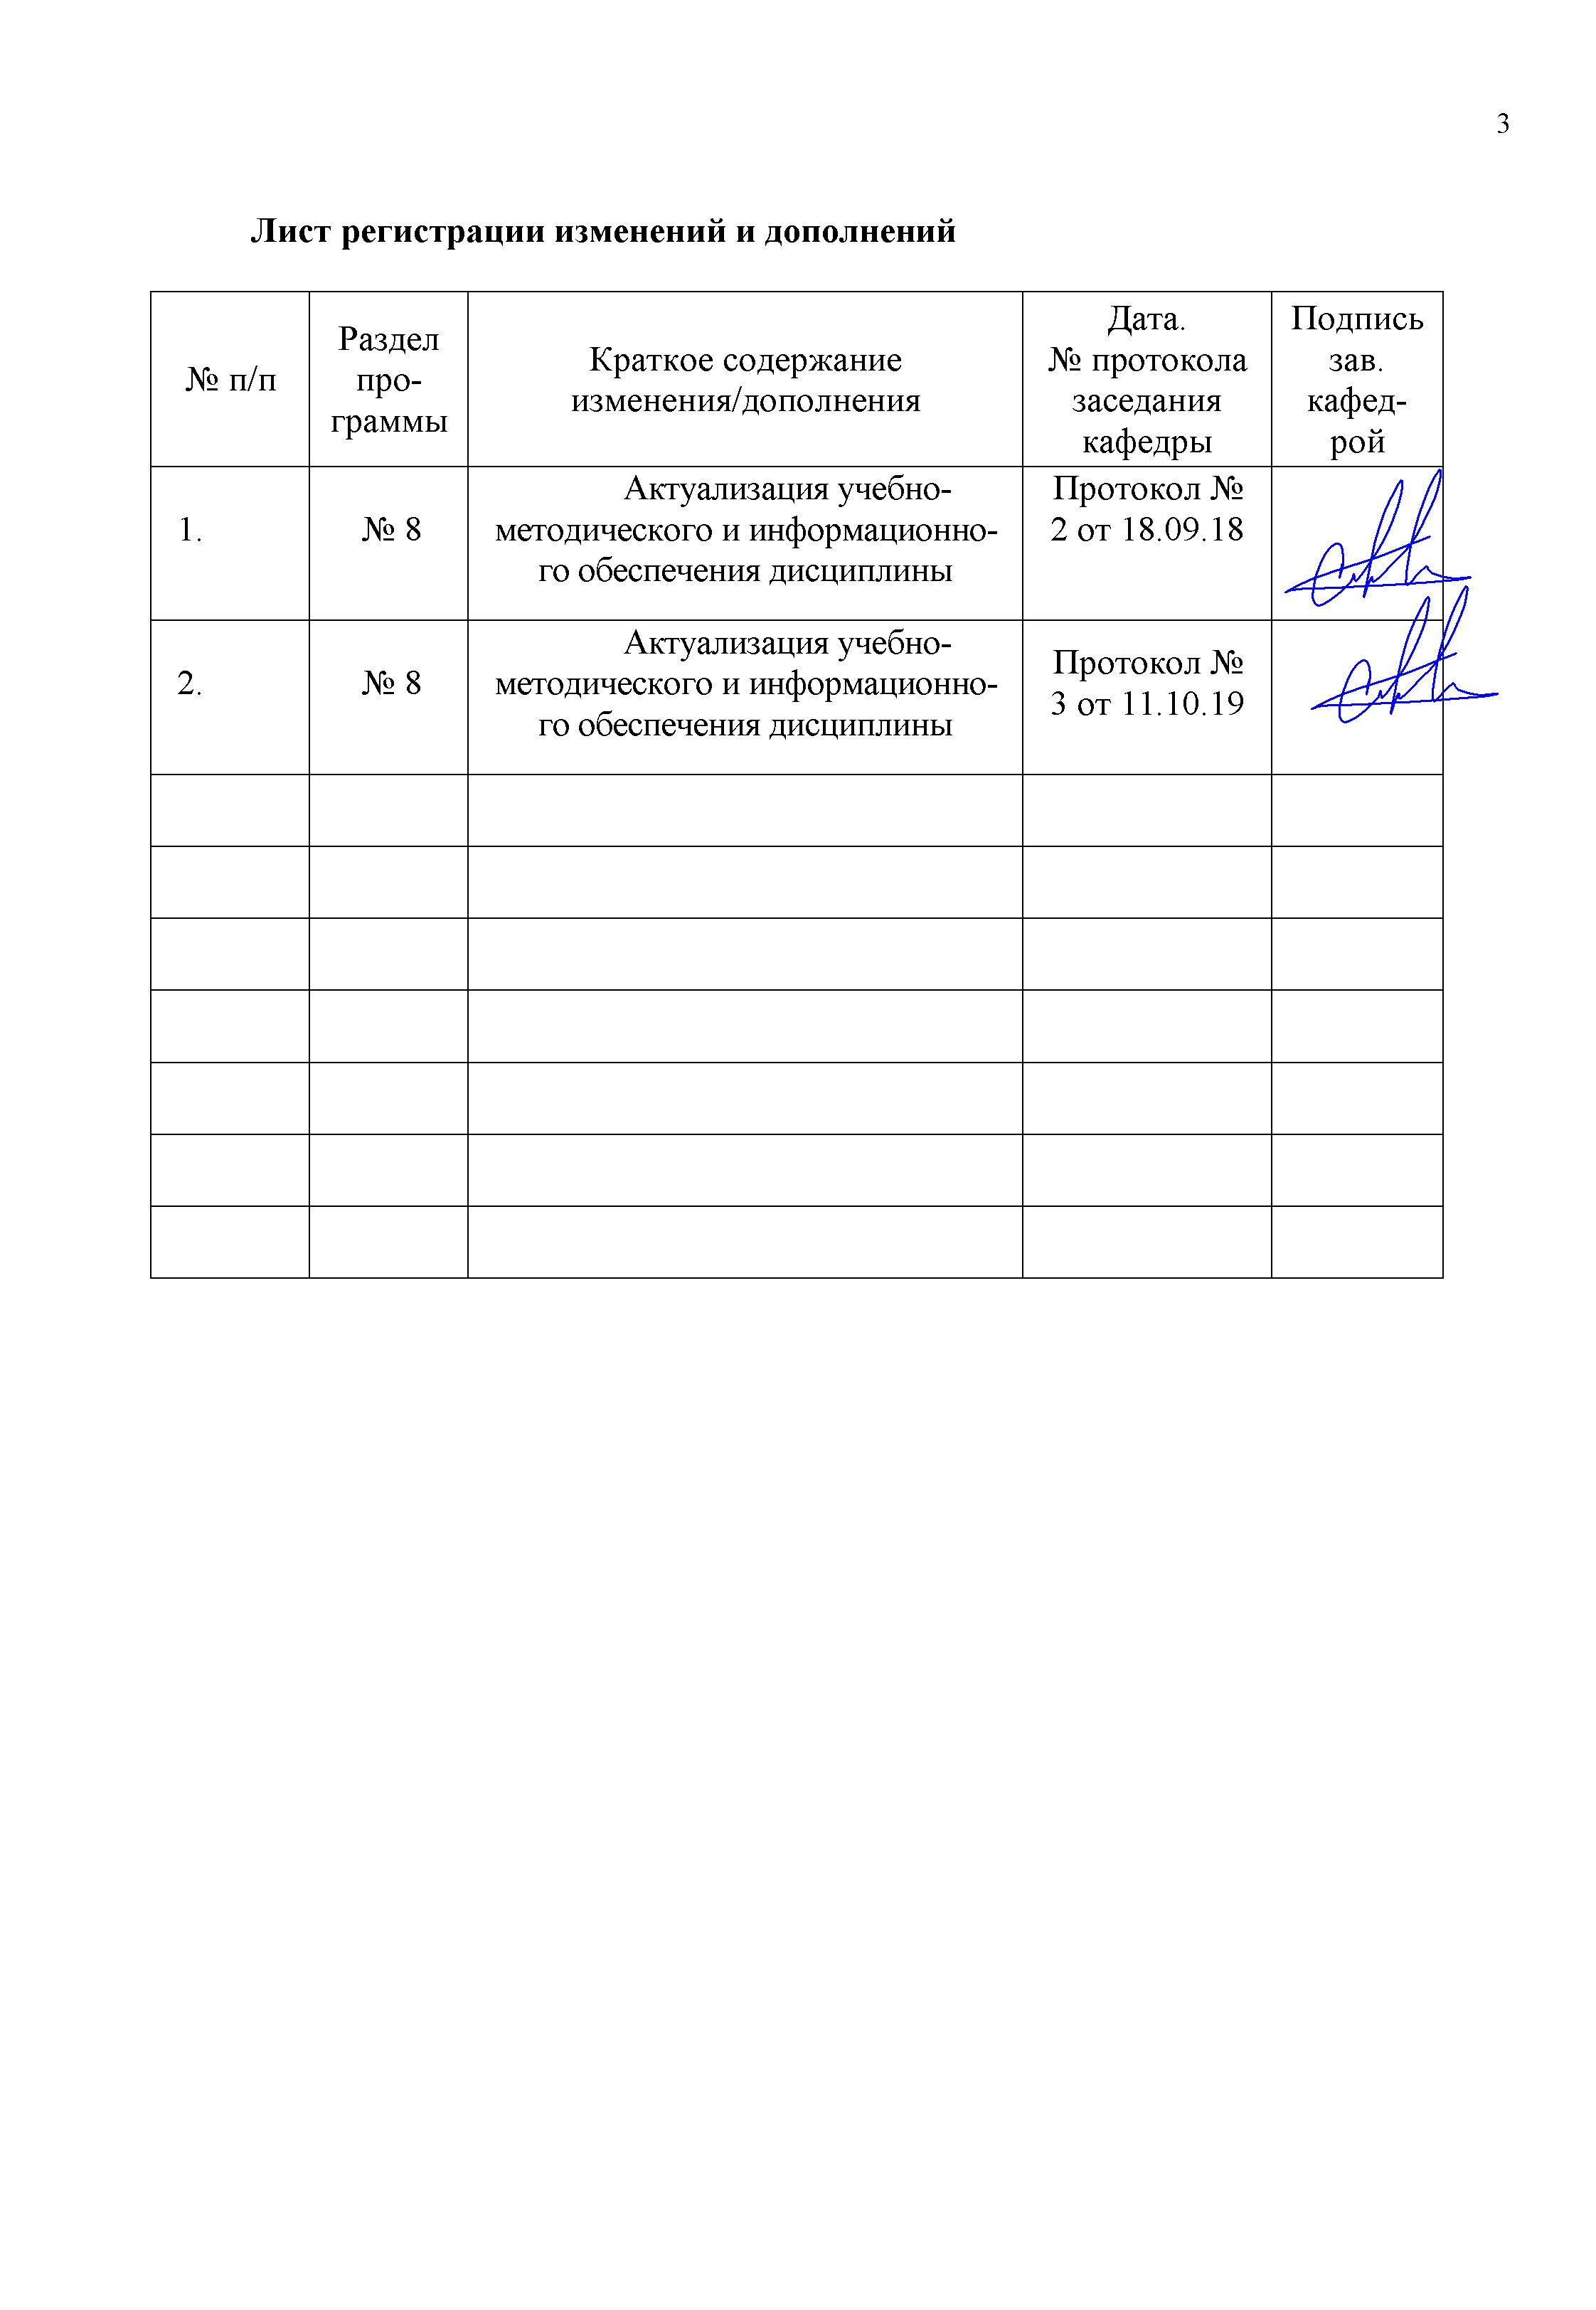 3
Лист регистрации изменений и дополнений
№ п/п
Раздел
про-
граммы
Краткое содержание
изменения/дополнения
Дата.
№ протокола
заседания
кафедры
Подпись
зав.
кафед-
рой
1.
№ 8
Актуализация учебно-
методического и информационно-
го обеспечения дисциплины
Протокол №
2 от 18.09.18
2.
№ 8
Актуализация учебно-
методического и информационно-
го обеспечения дисциплины
Протокол №
3 от 11.10.19